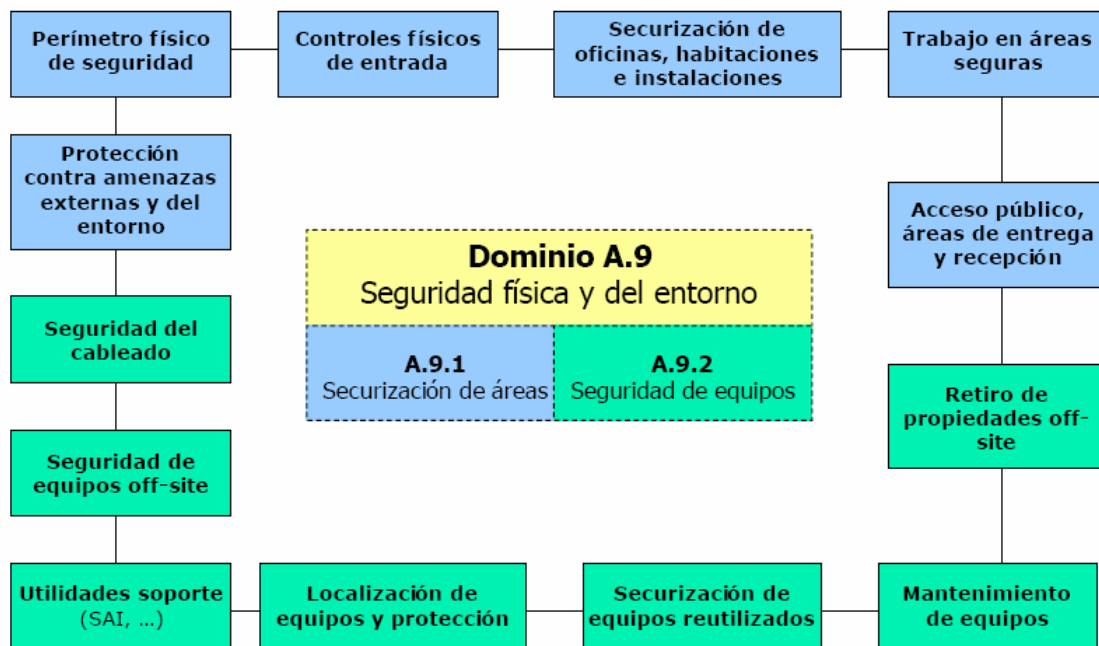 Perímetro físico
de seguridad
Controles físicos
de entrada
Securización de
oficinas, habitaciones
e instalaciones
Trabajo en áreas
seguras
Protección
contra amenazas
externas y del
entorno
Acceso público,
áreas de entrega
y recepción
Dominio A.9
Seguridad física y del entorno
A.9.1
Securización de áreas
A.9.2
Seguridad de equipos
Seguridad del
cableado
Retiro de
propiedades off-
site
Seguridad de
equipos off-site
Utilidades soporte
(SAI, ...)
Localización de
equipos y protección
Securización de
equipos reutilizados
Mantenimiento
de equipos